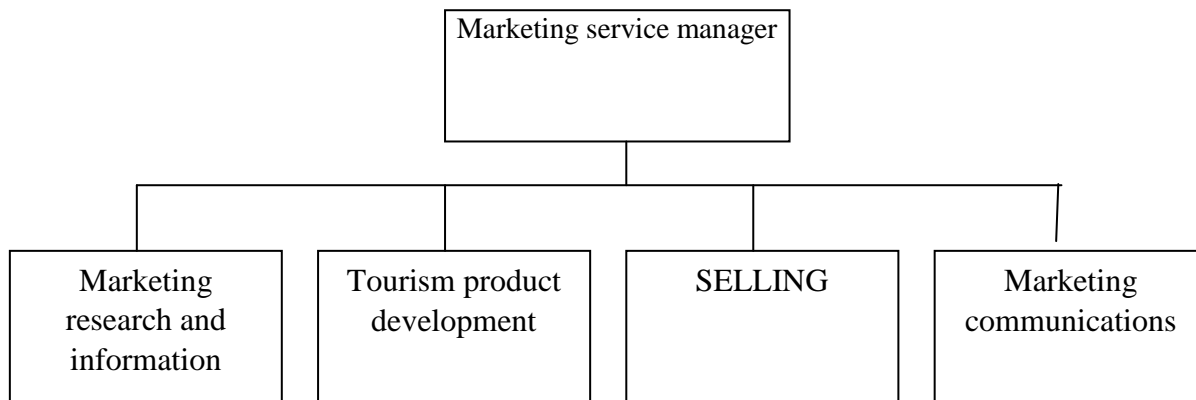 Marketing service manager
Marketing
research and
information
Tourism product
development
SELLING
Marketing
communications